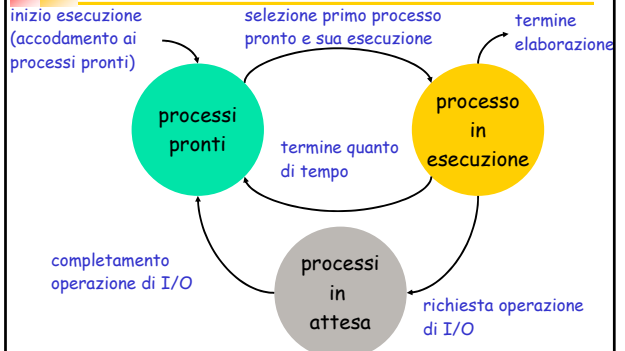 inizio esecuzione
(accodamento ai
processi pronti)
selezione primo processo
pronto e sua esecuzione
termine
elaborazione
processi
pronti
processo
in
esecuzione
termine quanto
di tempo
completamento
operazione di I/O
processi
in
attesa
richiesta operazione
di I/O